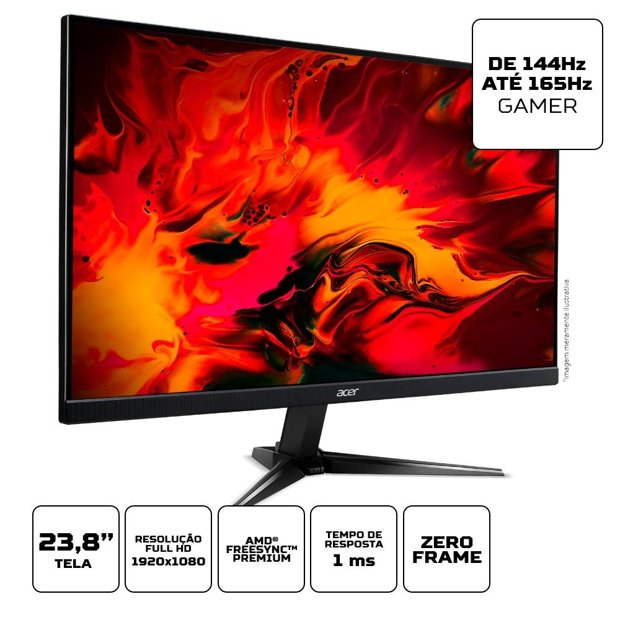 DE 144Hz
ATÉ 165Hz
GAMER
*Imagem meramente ilustrativa
acer
23,8”
TELA
RESOLUÇÃO
FULL HD
1920x1080
AMD®
FREESYNC™
PREMIUM
TEMPO DE
RESPOSTA
1 ms
ZERO
FRAME